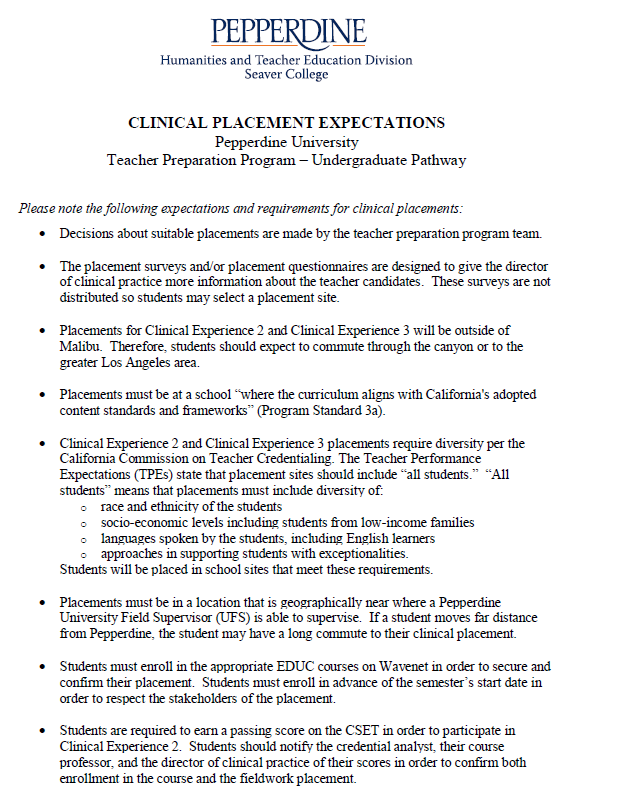 PEPPERDINE
Humanities and Teacher Education Division
Seaver College
CLINICAL PLACEMENT EXPECTATIONS
Pepperdine University
Teacher Preparation Program – Undergraduate Pathway
Please note the following expectations and requirements for clinical placements:
• Decisions about suitable placements are made by the teacher preparation program team.
• The placement surveys and/or placement questionnaires are designed to give the director
of clinical practice more information about the teacher candidates.  These surveys are not
distributed so students may select a placement site.
• Placements for Clinical Experience 2 and Clinical Experience 3 will be outside of
Malibu.  Therefore, students should expect to commute through the canyon or to the
greater Los Angeles area.
• Placements must be at a school “where the curriculum aligns with California's adopted
content standards and frameworks” (Program Standard 3a).
• Clinical Experience 2 and Clinical Experience 3 placements require diversity per the
California Commission on Teacher Credentialing. The Teacher Performance
Expectations (TPEs) state that placement sites should include “all students.”  “All
students” means that placements must include diversity of:
o race and ethnicity of the students
o socio-economic levels including students from low-income families
o languages spoken by the students, including English learners
o approaches in supporting students with exceptionalities.
Students will be placed in school sites that meet these requirements.
• Placements must be in a location that is geographically near where a Pepperdine
University Field Supervisor (UFS) is able to supervise.  If a student moves far distance
from Pepperdine, the student may have a long commute to their clinical placement.
• Students must enroll in the appropriate EDUC courses on Wavenet in order to secure and
confirm their placement.  Students must enroll in advance of the semester’s start date in
order to respect the stakeholders of the placement.
• Students are required to earn a passing score on the CSET in order to participate in
Clinical Experience 2.  Students should notify the credential analyst, their course
professor, and the director of clinical practice of their scores in order to confirm both
enrollment in the course and the fieldwork placement.